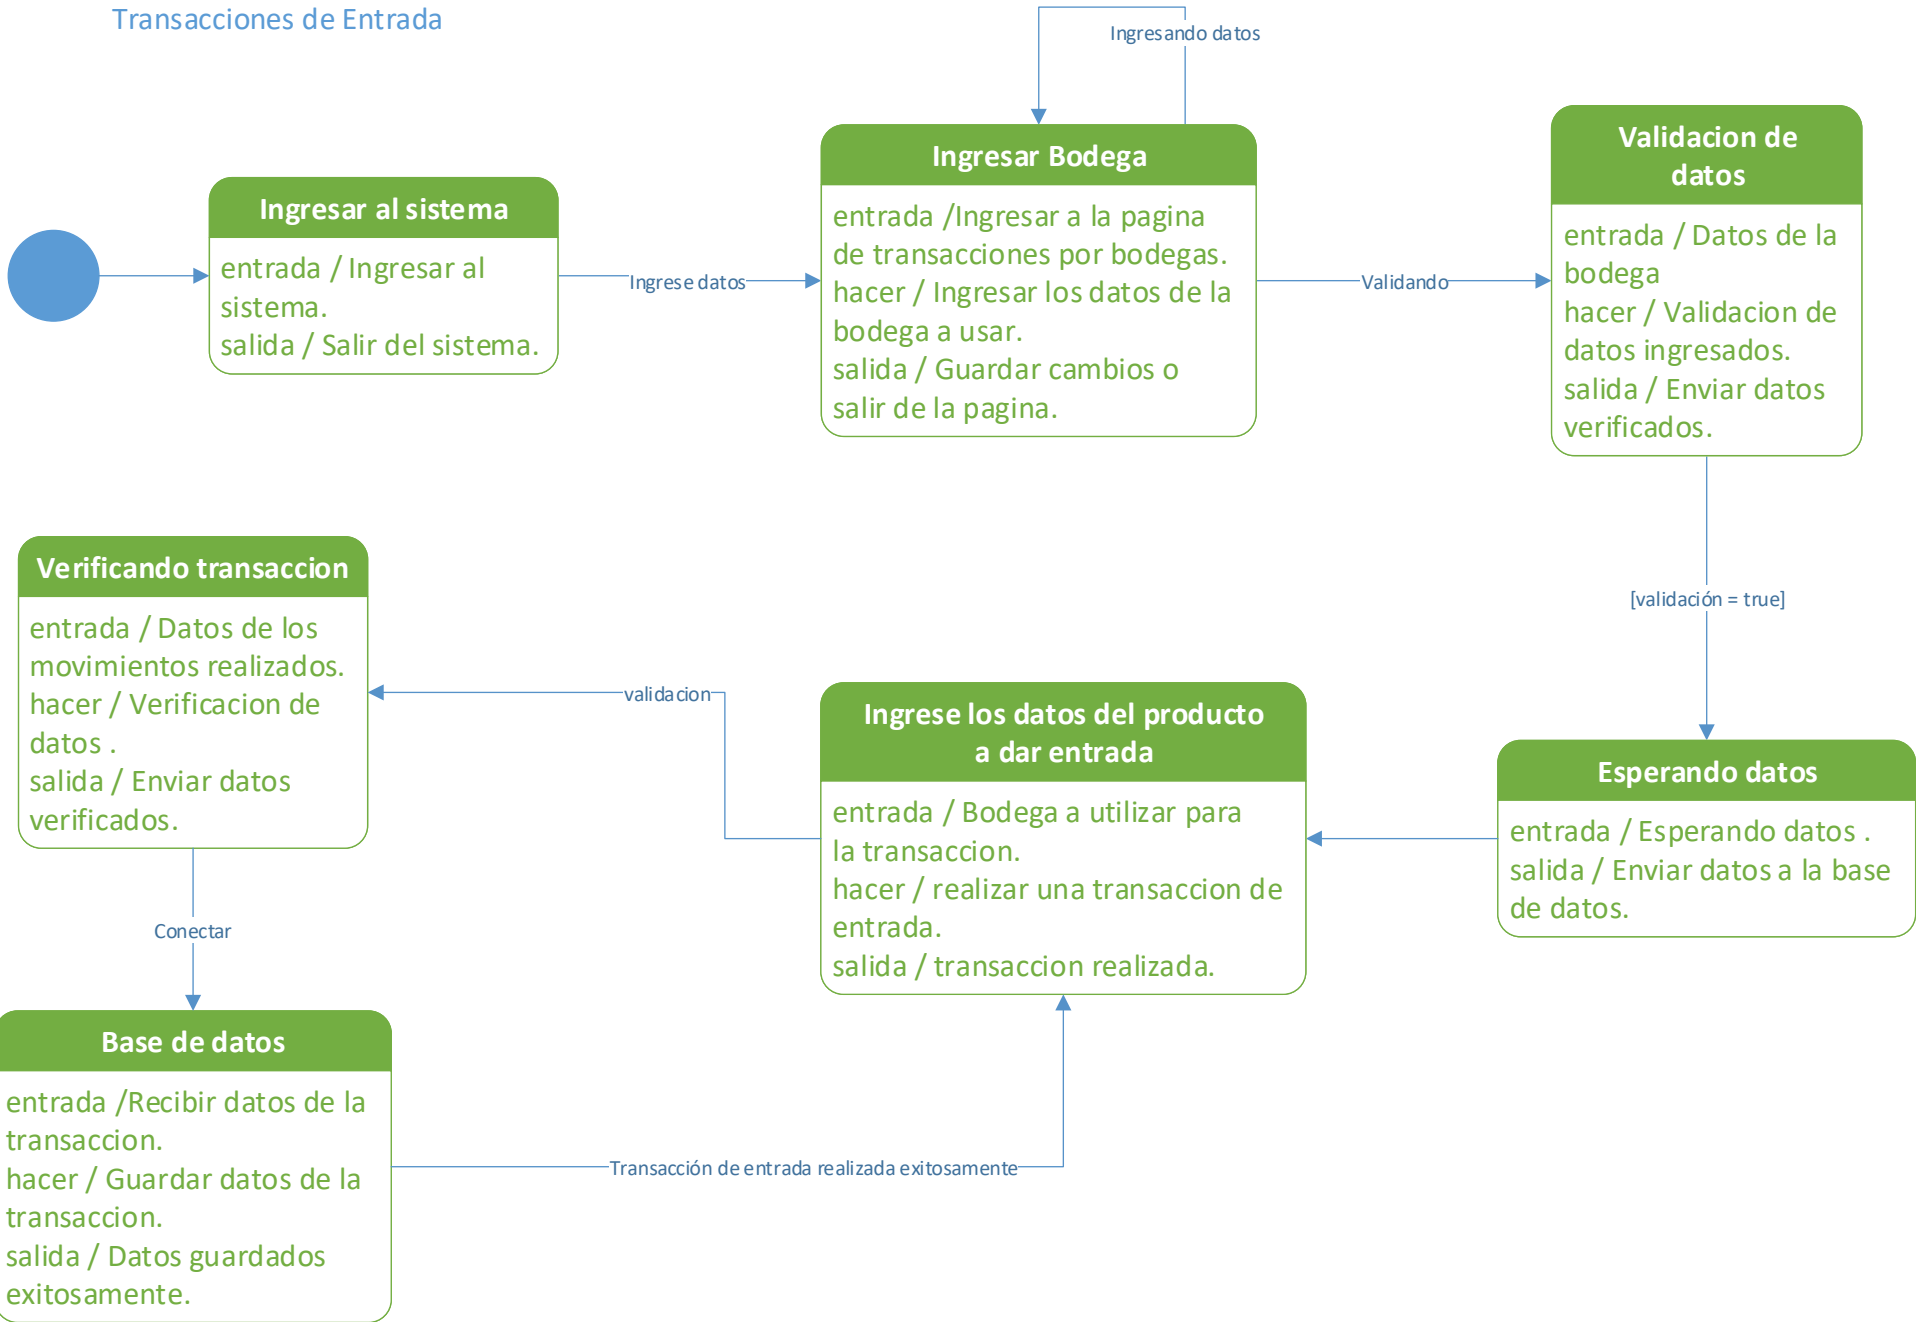 Transacciones de Entrada
Ingresando datos
Ingresar al sistema
entrada / Ingresar al
sistema.
salida / Salir del sistema.
Ingrese datos
Ingresar Bodega
entrada /Ingresar a la pagina
de transacciones por bodegas.
hacer / Ingresar los datos de la
bodega a usar.
salida / Guardar cambios o
salir de la pagina.
Validando
Validacion de
datos
entrada / Datos de la
bodega
hacer / Validacion de
datos ingresados.
salida / Enviar datos
verificados.
[validación = true]
Esperando datos
entrada / Esperando datos .
salida / Enviar datos a la base
de datos.
Ingrese los datos del producto
a dar entrada
entrada / Bodega a utilizar para
la transaccion.
hacer / realizar una transaccion de
entrada.
salida / transaccion realizada.
validacion
Verificando transaccion
entrada / Datos de los
movimientos realizados.
hacer / Verificacion de
datos .
salida / Enviar datos
verificados.
Conectar
Base de datos
entrada /Recibir datos de la
transaccion.
hacer / Guardar datos de la
transaccion.
salida / Datos guardados
exitosamente.
Transacción de entrada realizada exitosamente